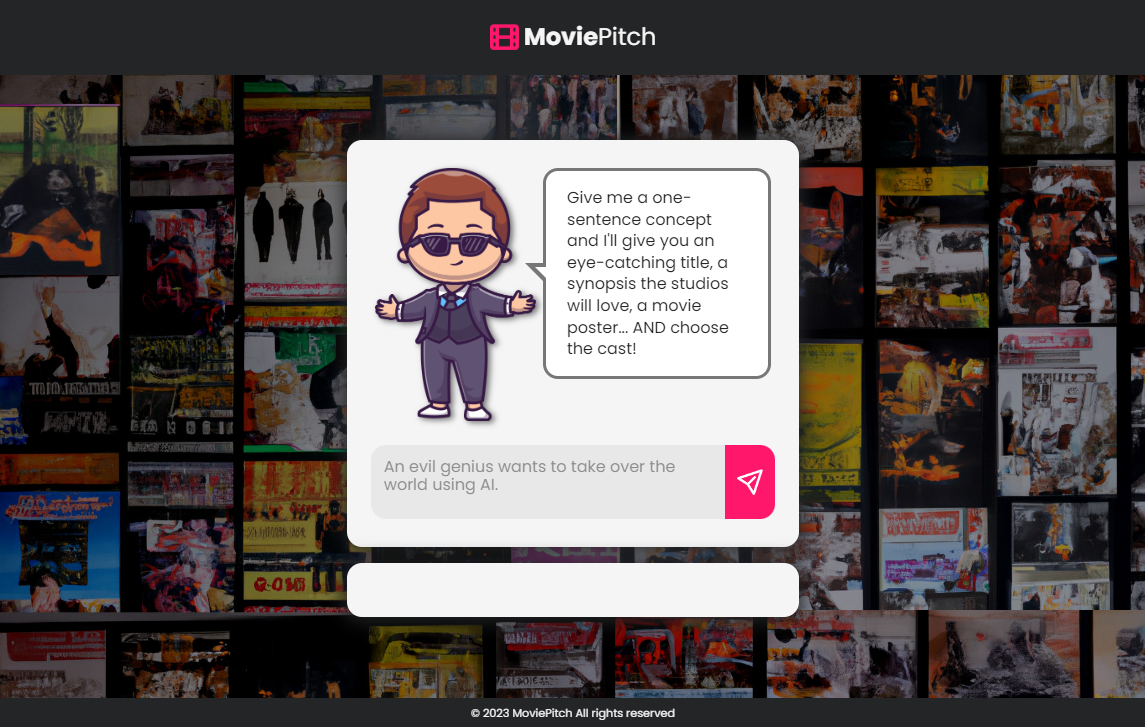 MoviePitch
Give me a one-
sentence concept
and I'll give you an
eye-catching title, a
synopsis the studios
will love, a movie
poster... AND choose
the cast!
An evil genius wants to take over the
world using AI.
© 2023 MoviePitch All rights reserved